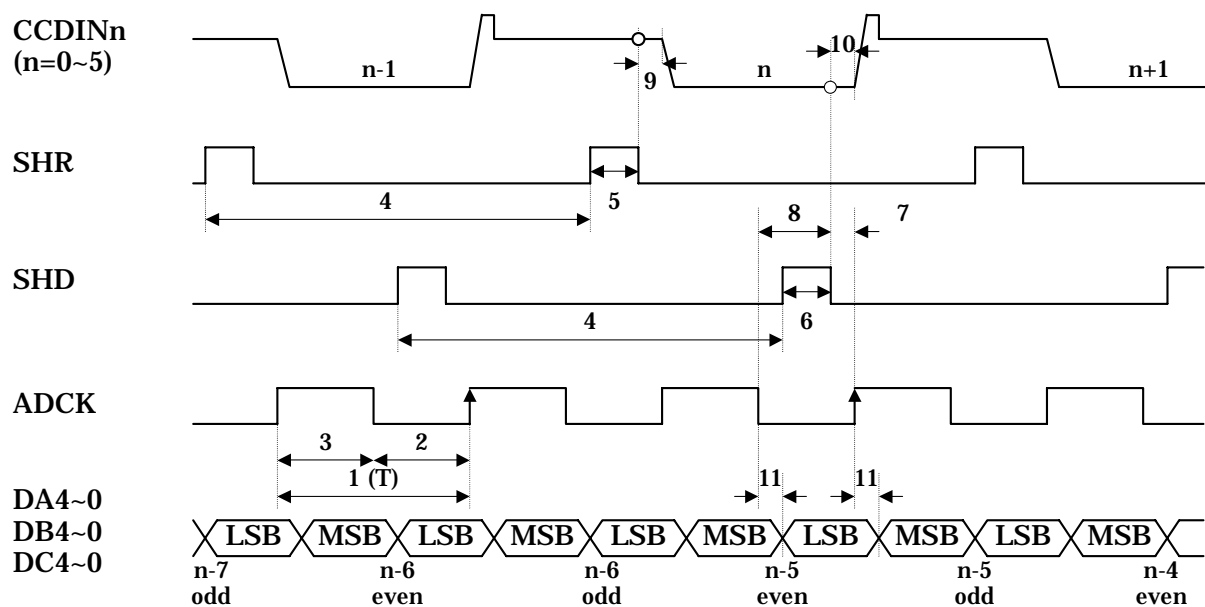 CCDINn
(n=0~5)
n-1
9
n
10
n+1
SHR
4
5
8
7
SHD
4
6
ADCK
3
2
1 (T)
11
11
DA4~0
DB4~0
DC4~0
LSB MSB LSB MSB LSB MSB LSB MSB LSB MSB
n-7 n-6 n-6 n-5 n-5 n-4
odd even odd even odd even